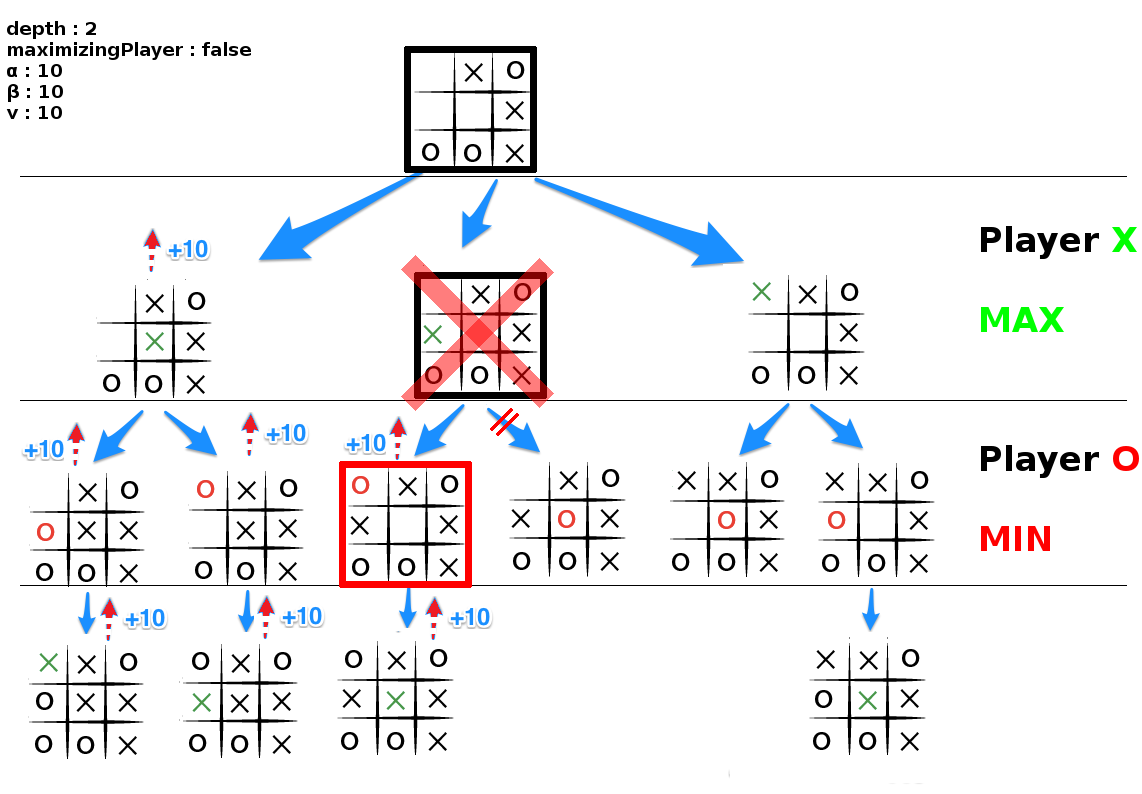 depth : 2
maximizingPlayer : false
α : 10
β : 10
v : 10
× o
×
o o ×
+10
× o
× ×
o o ×
× o
× ×
o o ×
× × o
×
o o ×
Player X
MAX
+10
+10
+10
× o
o × ×
o o ×
o × o
× ×
o o ×
o × o
× ×
o o ×
× o
× o ×
o o ×
× × o
o ×
o o ×
× × o
o ×
o o ×
Player O
MIN
+10
+10
+10
× × o
o × ×
o o ×
o × o
× × ×
o o ×
o × o
× × ×
o o ×
× × o
o × ×
o o ×